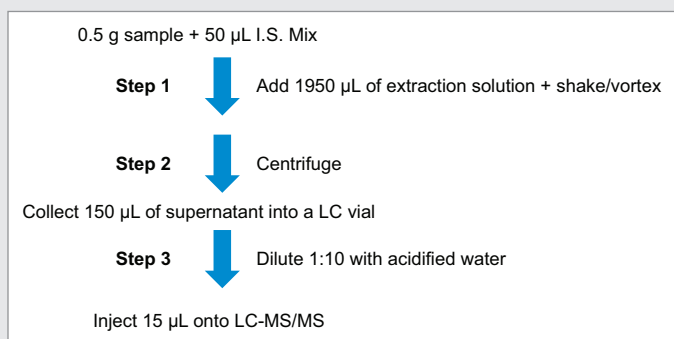 0.5 g sample + 50 µL I.S. Mix
Step 1 Add 1950 µL of extraction solution + shake/vortex
Step 2 Centrifuge
Collect 150 µL of supernatant into a LC vial
Step 3 Dilute 1:10 with acidified water
Inject 15 µL onto LC-MS/MS